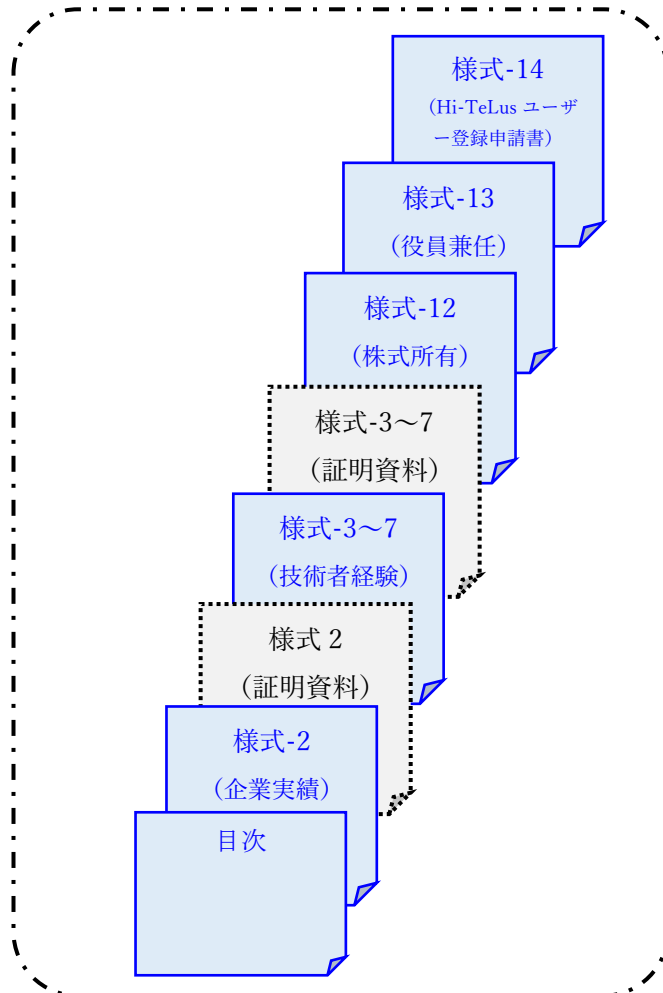 様式-14
（Hi-TeLus ユーザ
ー登録申請書）
様式-13
（役員兼任）
様式-12
（株式所有）
様式-3～7
（証明資料）
様式-3～7
（技術者経験）
様式 2
（証明資料）
様式-2
（企業実績）
目次